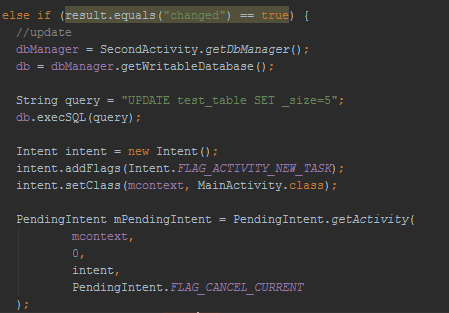 else if (result.equals("changed") == true) {
//update
dbManager = SecondActivity.getDbManager();
db = dbManager.getWritableDatabase();
String query = "UPDATE test_table SET _size=5";
db.execSQL(query);
Intent intent = new Intent();
intent.addFlags(Intent.FLAG_ACTIVITY_NEW_TASK);
intent.setClass(mcontext, MainActivity.class);
PendingIntent mPendingIntent = PendingIntent.getActivity(
mcontext,
0,
intent,
PendingIntent.FLAG_CANCEL_CURRENT
);